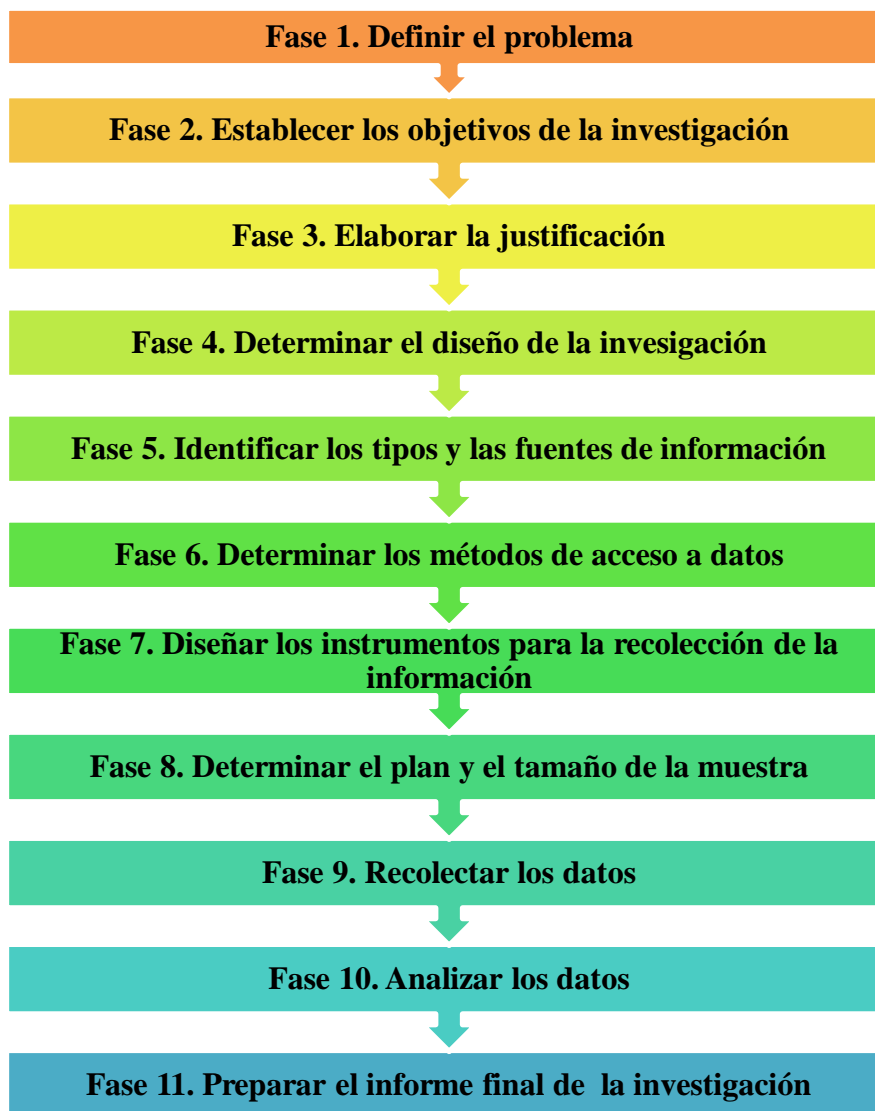 Fase 1. Definir el problema
Fase 2. Establecer los objetivos de la investigación
Fase 3. Elaborar la justificación
Fase 4. Determinar el diseño de la invesigación
Fase 5. Identificar los tipos y las fuentes de información
Fase 6. Determinar los métodos de acceso a datos
Fase 7. Diseñar los instrumentos para la recolección de la
información
Fase 8. Determinar el plan y el tamaño de la muestra
Fase 9. Recolectar los datos
Fase 10. Analizar los datos
Fase 11. Preparar el informe final de la investigación